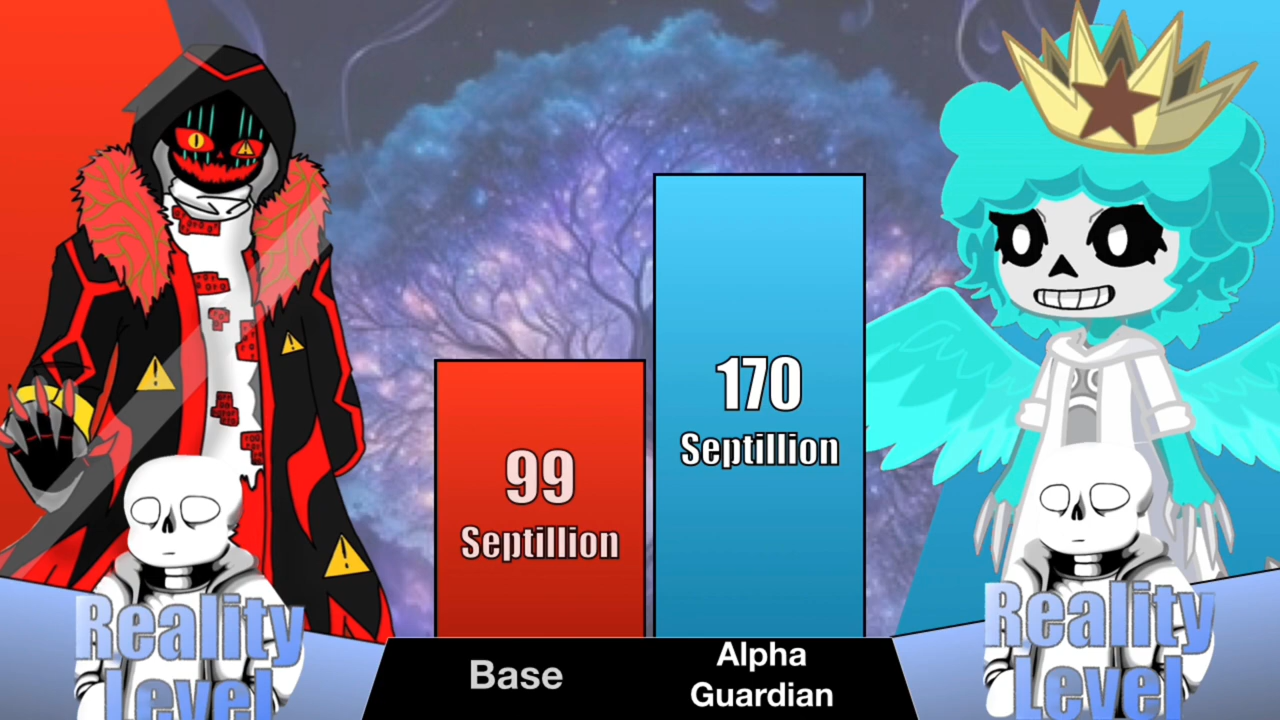 99
Septillion
170
Septillion
Base
Alpha
Guardian
Reality
Level
Reality
Level